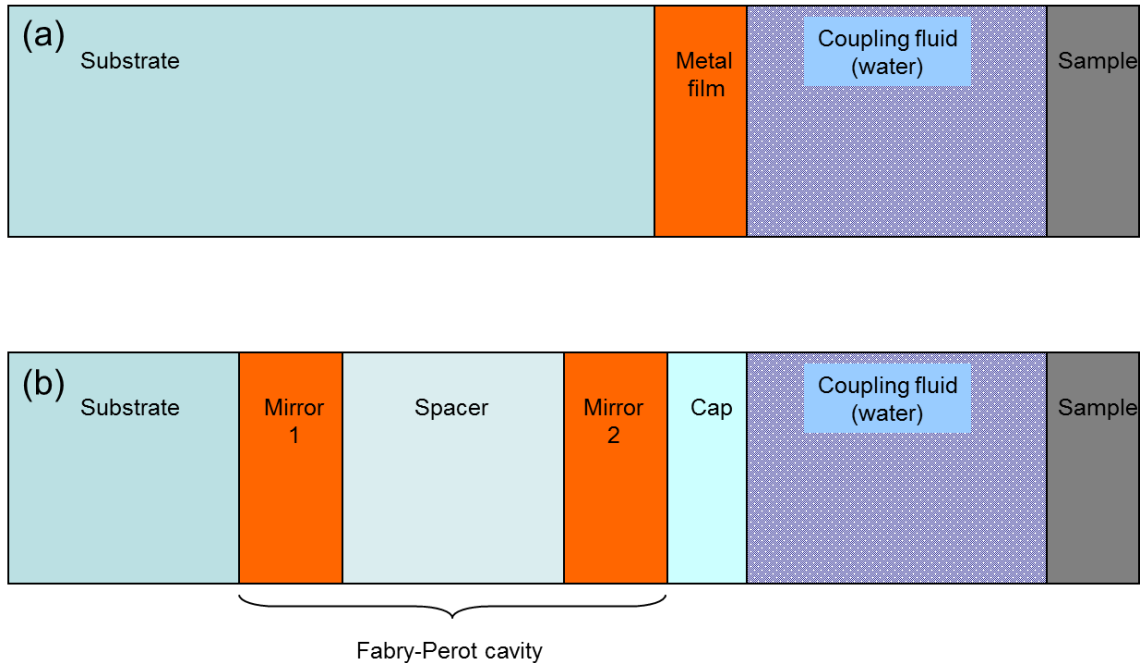 (a)
Substrate
Metal
film
Coupling fluid
(water)
Sample
(b)
Substrate
Mirror
1
Spacer
Mirror
2
Cap
Coupling fluid
(water)
Sample
Fabry-Perot cavity